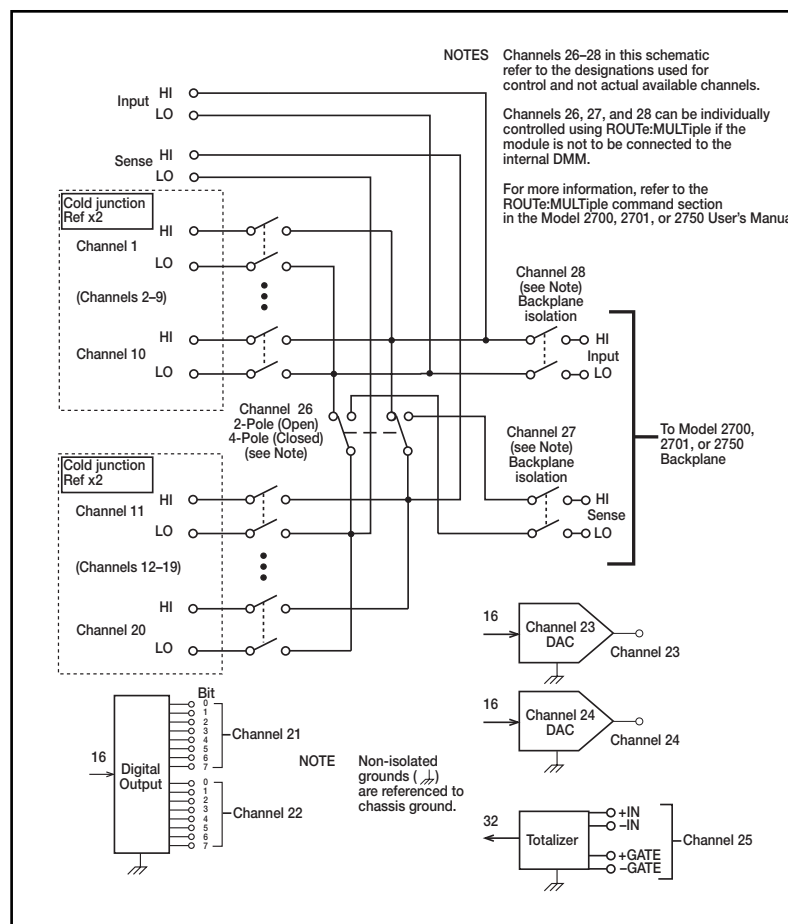 NOTES Channels 26–28 in this schematic
refer to the designations used for
control and not actual available channels.
Channels 26, 27, and 28 can be individually
controlled using ROUTe:MULTiple if the
module is not to be connected to the
internal DMM.
For more information, refer to the
ROUTe:MULTiple command section
in the Model 2700, 2701, or 2750 User's Manua
Input
HI
LO
Sense
HI
LO
Cold junction
Ref x2
Channel 1
HI
LO
(Channels 2–9)
Channel 10
HI
LO
Channel 28
(see Note)
Backplane
isolation
HI
Input
LO
Channel 26
2-Pole (Open)
4-Pole (Closed)
(see Note)
Channel 27
(see Note)
Backplane
isolation
HI
Sense
LO
To Model 2700,
2701, or 2750
Backplane
Cold junction
Ref x2
Channel 11
HI
LO
(Channels 12–19)
Channel 20
HI
LO
16
Channel 23
DAC
Channel 23
16
Channel 24
DAC
Channel 24
Bit
16
Digital
Output
0
1
2
3
4
5
6
7
Channel 21
0
1
2
3
4
5
6
7
Channel 22
NOTE Non-isolated
grounds ( )
are referenced to
chassis ground.
32
Totalizer
+IN
–IN
+GATE
–GATE
Channel 25